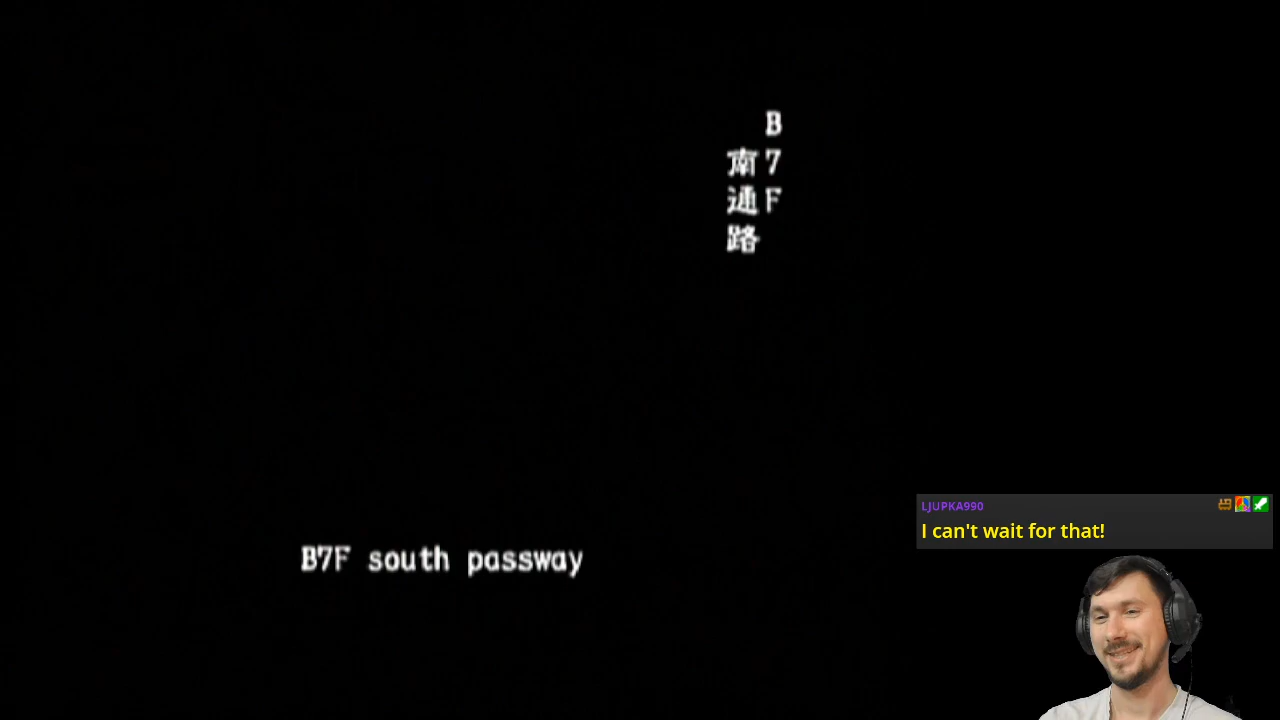 B7F
南通路
B7F south passway
LJUPKA990
I can't wait for that!